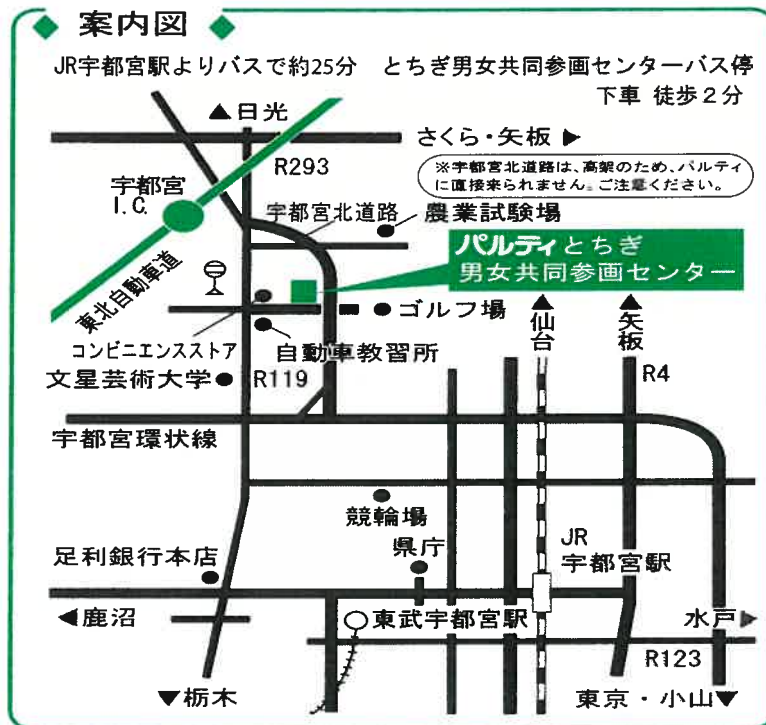 案内図
JR宇都宮駅よりバスで約25分　とちぎ男女共同参画センターバス停
下車 徒歩２分
▲日光
さくら・矢板 ▶
R293
※宇都宮北道路は、高架のため、パルティ
に直接来られません。ご注意ください。
宇都宮
I.C.
宇都宮北道路
農業試験場
パルティとちぎ
男女共同参画センター
東北自動車道
ゴルフ場
▲仙台
▲矢板
コンビニエンスストア
自動車教習所
文星芸術大学
R119
R4
宇都宮環状線
競輪場
県庁
JR
宇都宮駅
足利銀行本店
◀鹿沼
東武宇都宮駅
水戸▶
R123
▼栃木
東京・小山▼